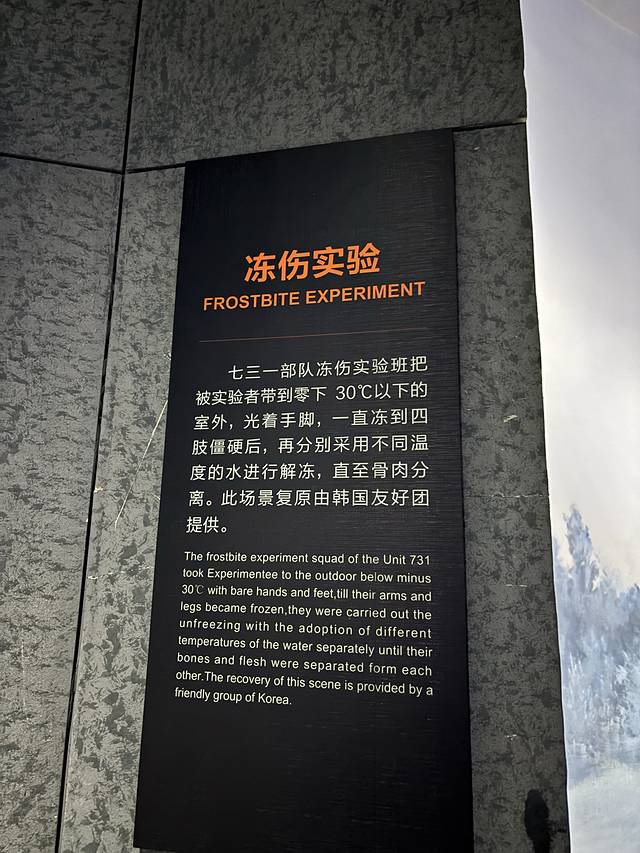 冻伤实验
FROSTBITE EXPERIMENT
七三一部队冻伤实验班把
被实验者带到零下 30℃以下的
室外，光着手脚，一直冻到四
肢僵硬后，再分别采用不同温
度的水进行解冻，直至骨肉分
离。此场景复原由韩国友好团
提供。
The frostbite experiment squad of the Unit 731
took Experimentee to the outdoor below minus
30℃ with bare hands and feet,till their arms and
legs became frozen,they were carried out the
unfreezing with the adoption of different
temperatures of the water separately until their
bones and flesh were separated form each
other.The recovery of this scene is provided by a
friendly group of Korea.